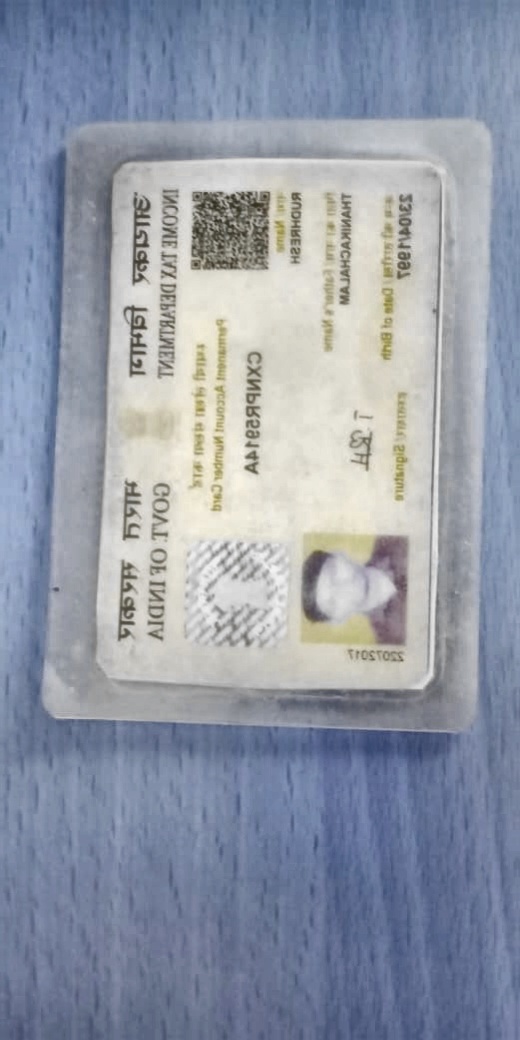 आयकर विभाग भारत सरकार
INCOME TAX DEPARTMENT GOVT. OF INDIA
स्थायी लेखा संख्या कार्ड
Permanent Account Number Card
CXNPR5914A
नाम / Name
RUDHRESH
पिता का नाम / Father's Name
THANIKACHALAM
जन्म की तारीख / Date of Birth
23/04/1997
हस्ताक्षर / Signature
22072017